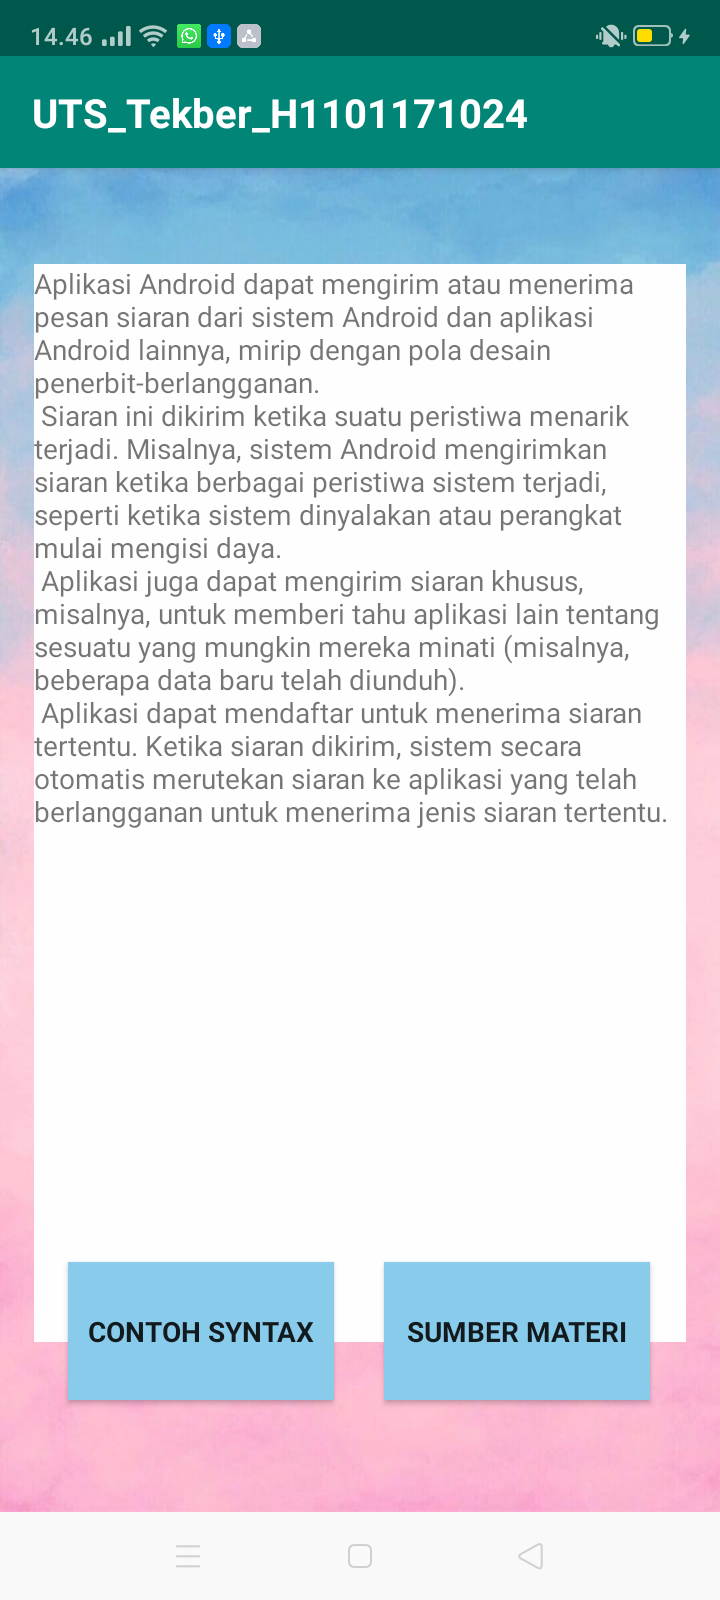 14.46
UTS_Tekber_H1101171024
Aplikasi Android dapat mengirim atau menerima
pesan siaran dari sistem Android dan aplikasi
Android lainnya, mirip dengan pola desain
penerbit-berlangganan.
Siaran ini dikirim ketika suatu peristiwa menarik
terjadi. Misalnya, sistem Android mengirimkan
siaran ketika berbagai peristiwa sistem terjadi,
seperti ketika sistem dinyalakan atau perangkat
mulai mengisi daya.
Aplikasi juga dapat mengirim siaran khusus,
misalnya, untuk memberi tahu aplikasi lain tentang
sesuatu yang mungkin mereka minati (misalnya,
beberapa data baru telah diunduh).
Aplikasi dapat mendaftar untuk menerima siaran
tertentu. Ketika siaran dikirim, sistem secara
otomatis merutekan siaran ke aplikasi yang telah
berlangganan untuk menerima jenis siaran tertentu.
CONTOH SYNTAX
SUMBER MATERI